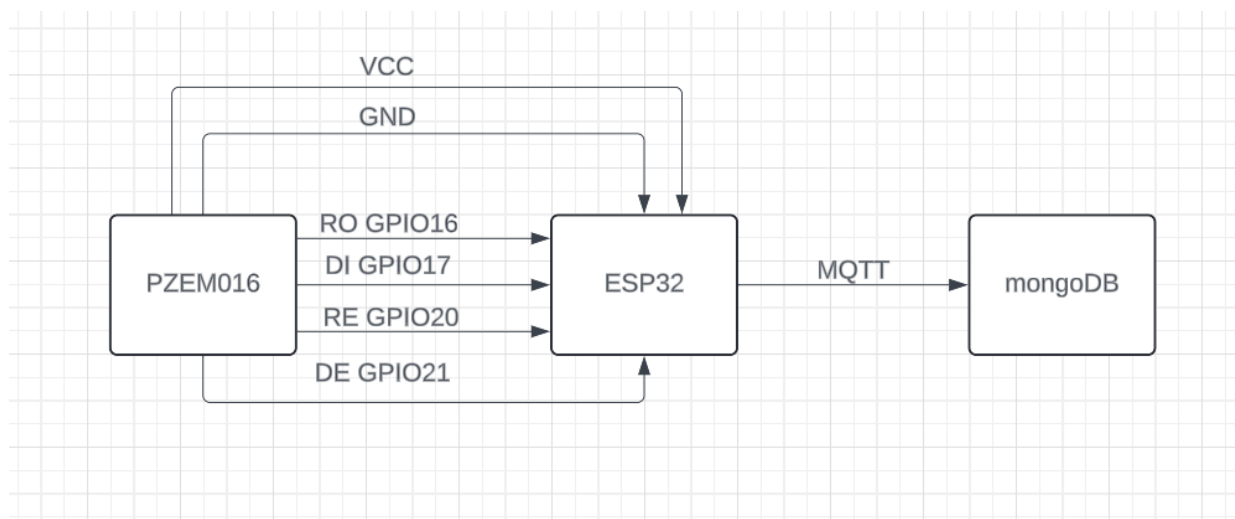 VCC
GND
RO GPIO16
DI GPIO17
RE GPIO20
DE GPIO21
PZEM016
ESP32
MQTT
mongoDB